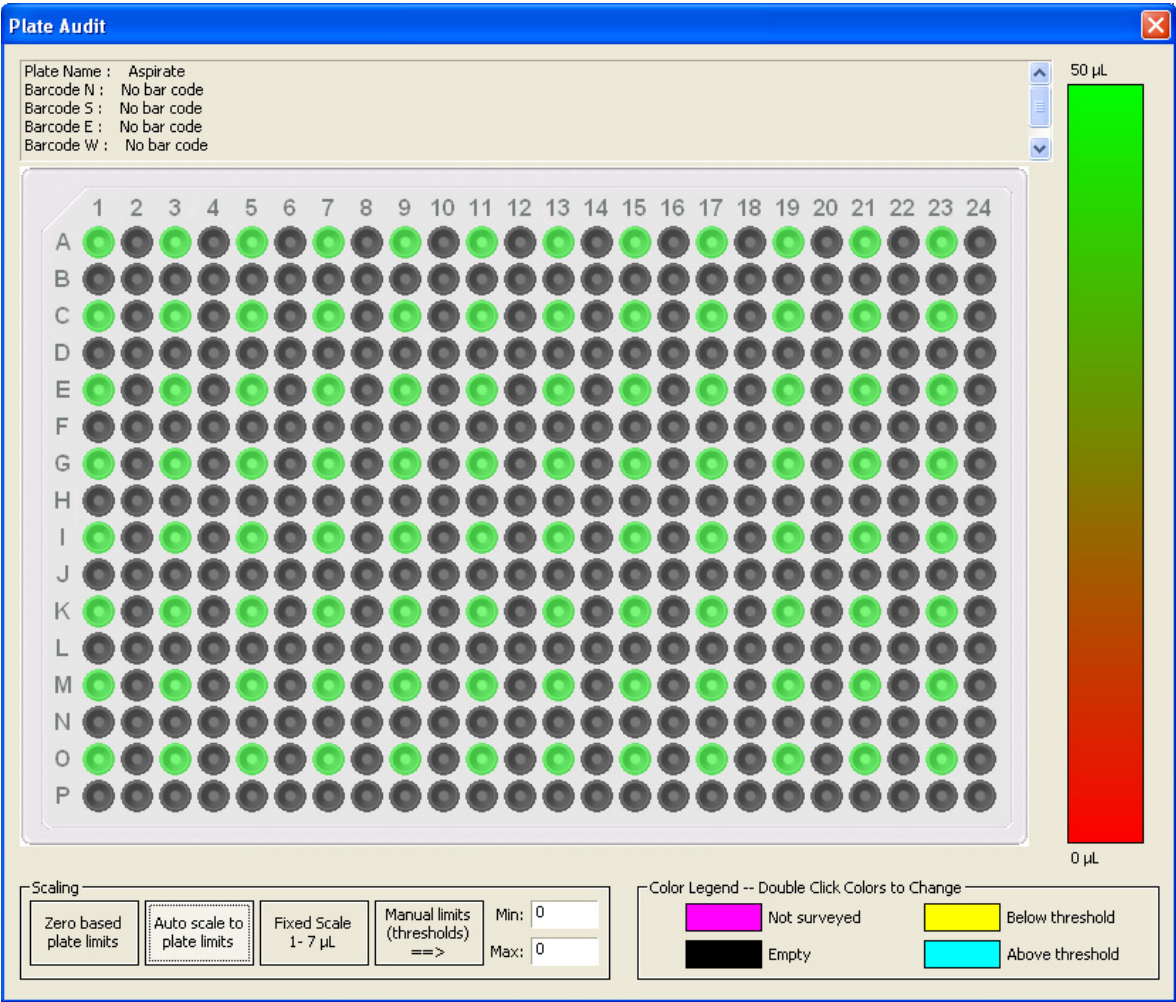 Plate Audit
Plate Name :    Aspirate
Barcode N :    No bar code
Barcode S :    No bar code
Barcode E :    No bar code
Barcode W :    No bar code
50 µL
1 2 3 4 5 6 7 8 9 10 11 12 13 14 15 16 17 18 19 20 21 22 23 24
A
B
C
D
E
F
G
H
I
J
K
L
M
N
O
P
0 µL
Scaling
Zero based
plate limits
Auto scale to
plate limits
Fixed Scale
1- 7 µL
Manual limits
(thresholds)
==>
Min: 0
Max: 0
Color Legend -- Double Click Colors to Change
Not surveyed
Below threshold
Empty
Above threshold